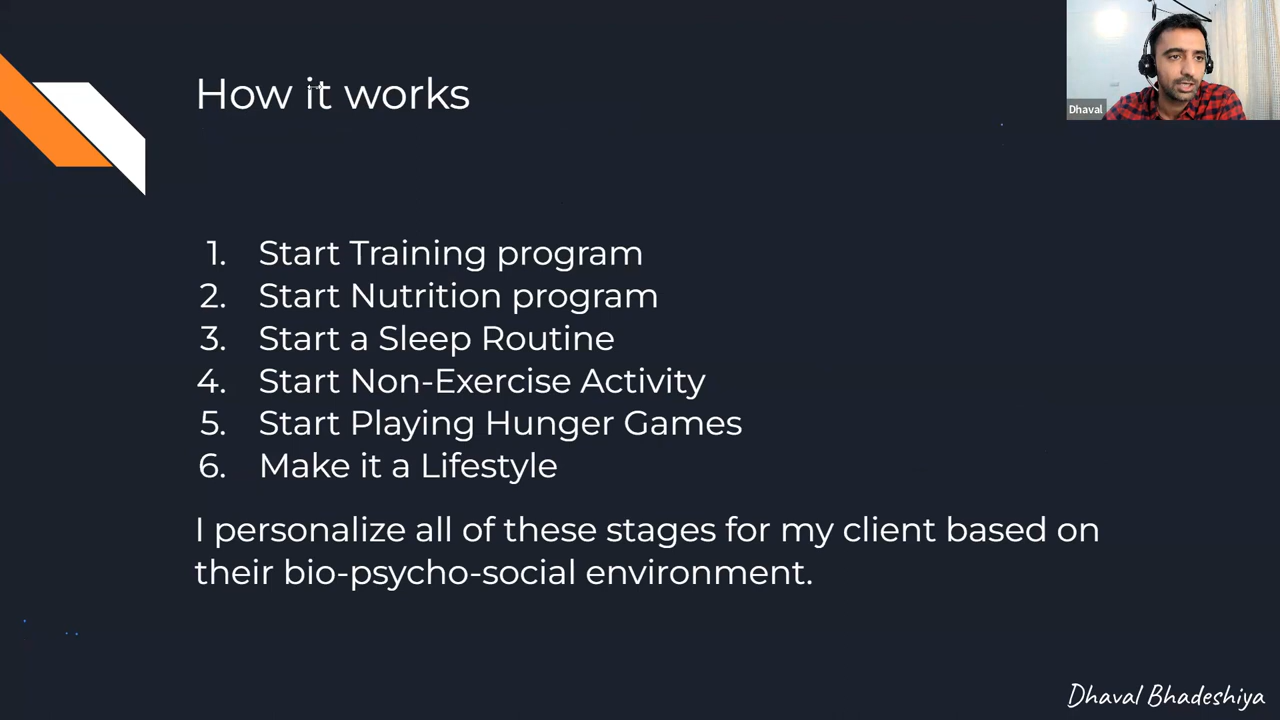 How it works
Dhaval
1. Start Training program
2. Start Nutrition program
3. Start a Sleep Routine
4. Start Non-Exercise Activity
5. Start Playing Hunger Games
6. Make it a Lifestyle
I personalize all of these stages for my client based on
their bio-psycho-social environment.
Dhaval Bhadeshiya